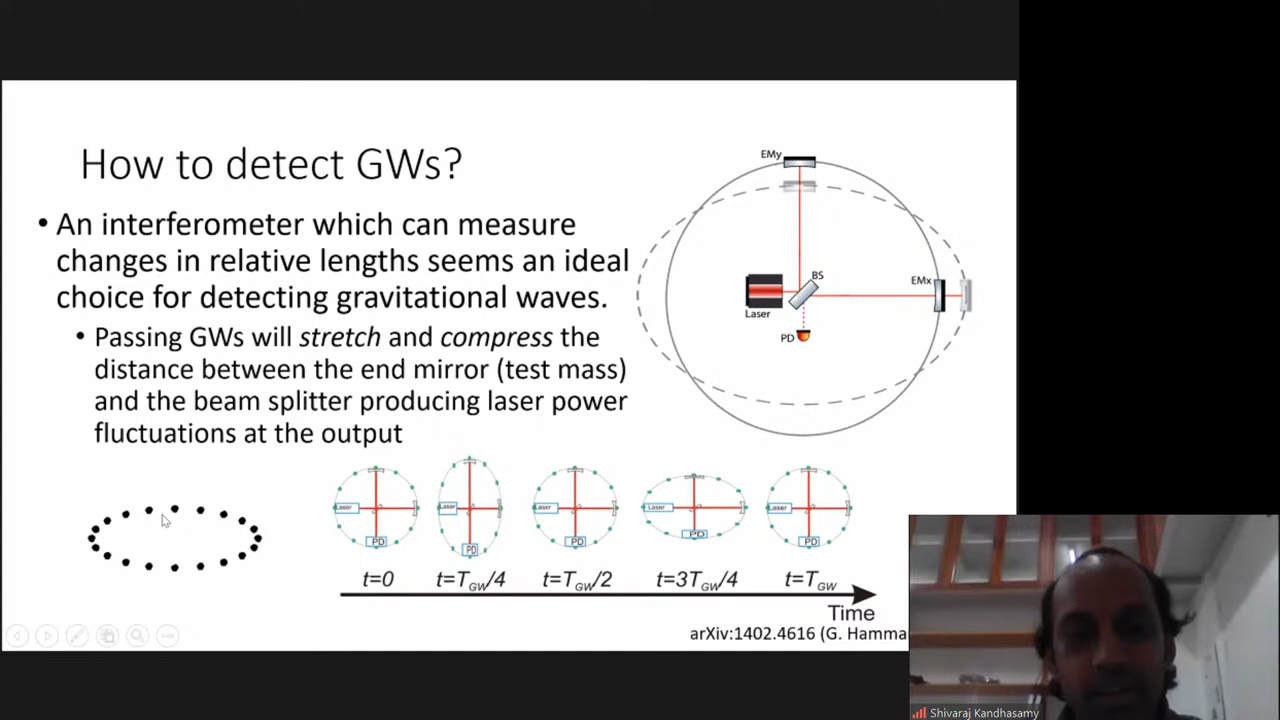 How to detect GWs?
• An interferometer which can measure
changes in relative lengths seems an ideal
choice for detecting gravitational waves.
• Passing GWs will stretch and compress the
distance between the end mirror (test mass)
and the beam splitter producing laser power
fluctuations at the output
EMy
BS
EMx
Laser
PD
Laser Laser Laser Laser Laser
PD PD PD PD PD
t=0 t=T_GW/4 t=T_GW/2 t=3T_GW/4 t=T_GW
Time
arXiv:1402.4616 (G. Hamma
Shivaraj Kandhasamy